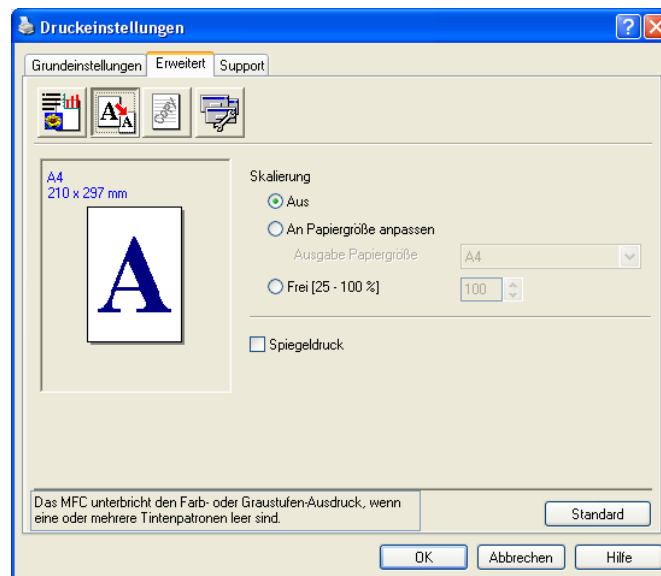 Druckeinstellungen
Grundeinstellungen
Erweitert
Support
A4
210 x 297 mm
A
Skalierung
Aus
An Papiergröße anpassen
Ausgabe Papiergröße
A4
Frei [25 - 100 %]
100
Spiegeldruck
Das MFC unterbricht den Farb- oder Graustufen-Ausdruck, wenn
eine oder mehrere Tintenpatronen leer sind.
Standard
OK
Abbrechen
Hilfe